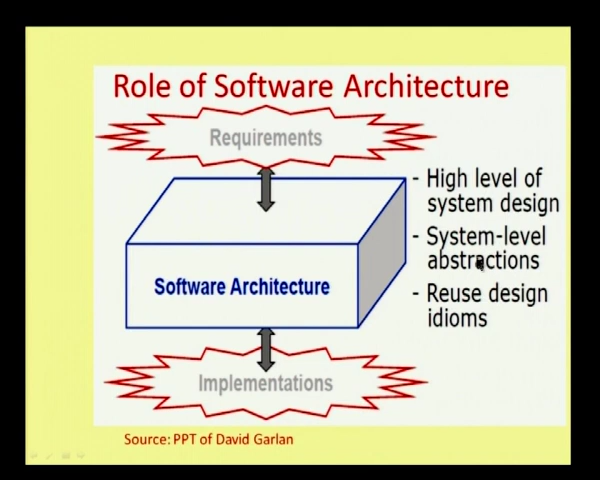 Role of Software Architecture
Requirements
- High level of
system design
- System-level
abstractions
Software Architecture
- Reuse design
idioms
Implementations
Source: PPT of David Garlan